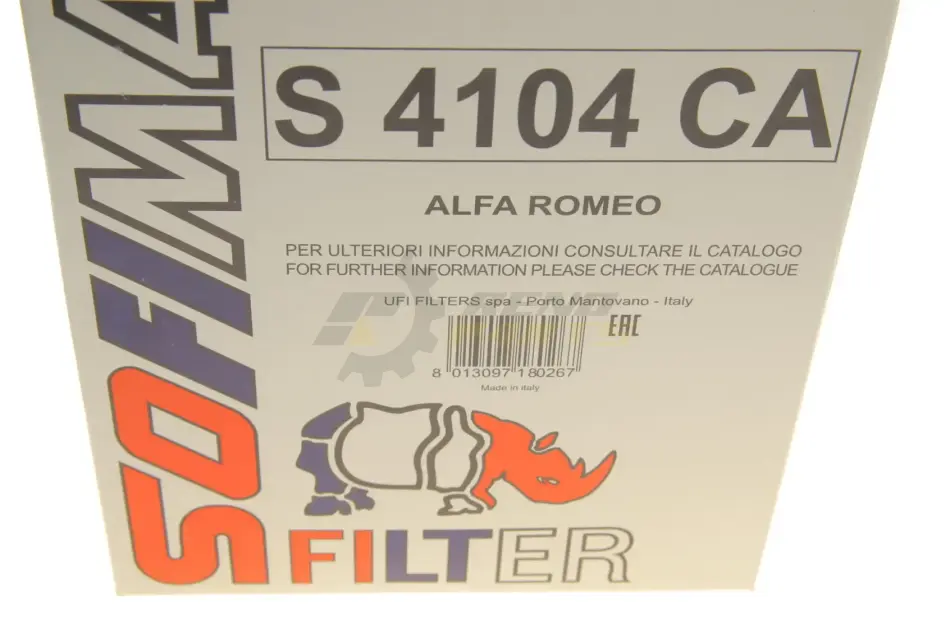 SOFIMA
S 4104 CA
ALFA ROMEO
PER ULTERIORI INFORMAZIONI CONSULTARE IL CATALOGO
FOR FURTHER INFORMATION PLEASE CHECK THE CATALOGUE
UFI FILTERS spa - Porto Mantovano - Italy
EAC
8 013097 180267
Made in italy
FILTER